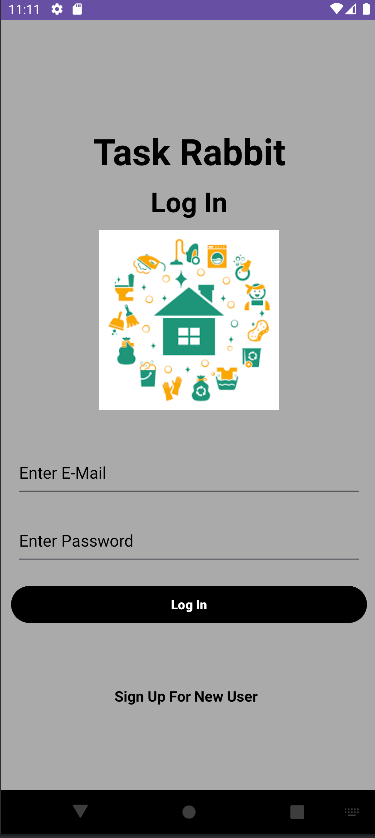 11:11
Task Rabbit
Log In
Enter E-Mail
Enter Password
Log In
Sign Up For New User